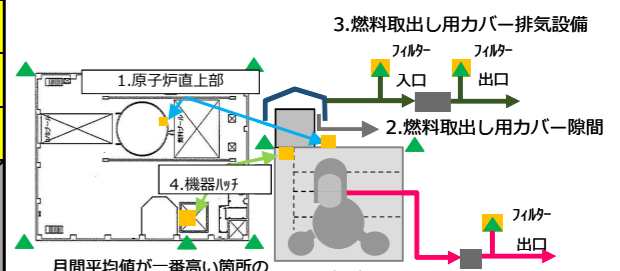 3.燃料取出し用カバー排気設備
ﾌｨﾙﾀｰ
入口
ﾌｨﾙﾀｰ
出口
1.原子炉直上部
2.燃料取出し用カバー隙間
4.機器ﾊｯﾁ
ﾌｨﾙﾀｰ
出口
月間平均値が一番高い箇所の